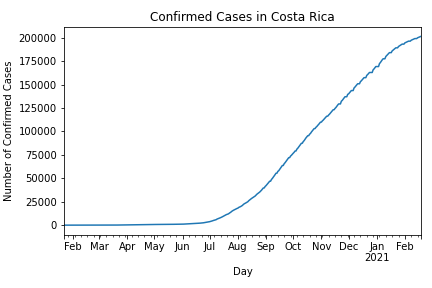 Confirmed Cases in Costa Rica
Number of Confirmed Cases
200000
175000
150000
125000
100000
75000
50000
25000
0
Feb Mar Apr May Jun Jul Aug Sep Oct Nov Dec Jan Feb
2021
Day